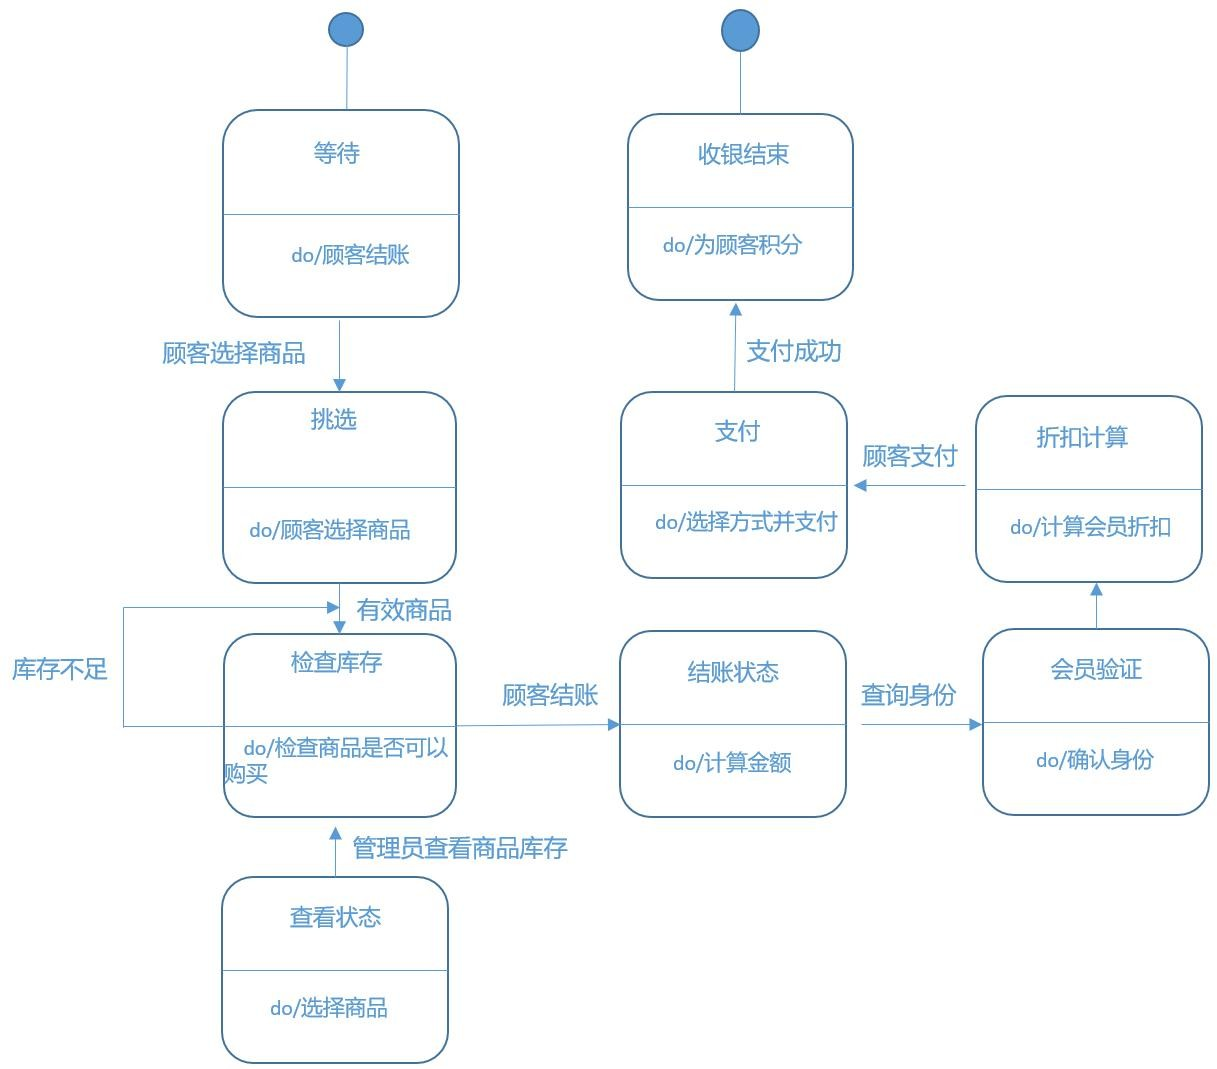 等待
do/顾客结账
顾客选择商品
挑选
do/顾客选择商品
有效商品
库存不足
检查库存
do/检查商品是否可以
购买
管理员查看商品库存
查看状态
do/选择商品
顾客结账
结账状态
do/计算金额
查询身份
会员验证
do/确认身份
折扣计算
do/计算会员折扣
顾客支付
支付
do/选择方式并支付
支付成功
收银结束
do/为顾客积分